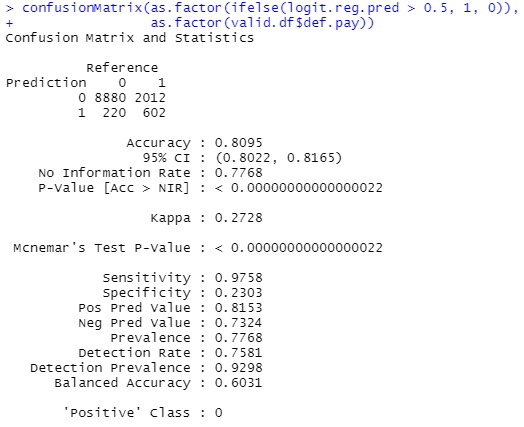 > confusionMatrix(as.factor(ifelse(logit.reg.pred > 0.5, 1, 0)),
+ as.factor(valid.df$def.pay))
Confusion Matrix and Statistics
Reference
Prediction 0 1
0 8880 2012
1 220 602
Accuracy : 0.8095
95% CI : (0.8022, 0.8165)
No Information Rate : 0.7768
P-Value [Acc > NIR] : < 0.00000000000000022
Kappa : 0.2728
Mcnemar's Test P-Value : < 0.00000000000000022
Sensitivity : 0.9758
Specificity : 0.2303
Pos Pred Value : 0.8153
Neg Pred Value : 0.7324
Prevalence : 0.7768
Detection Rate : 0.7581
Detection Prevalence : 0.9298
Balanced Accuracy : 0.6031
'Positive' Class : 0